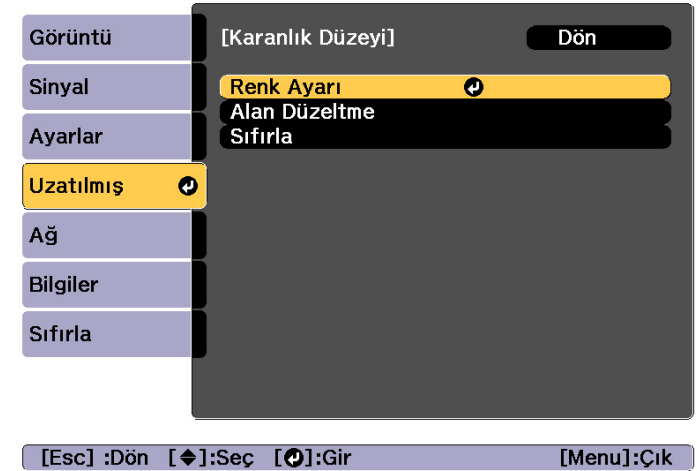 Görüntü
Sinyal
Ayarlar
Uzatılmış
Ağ
Bilgiler
Sıfırla
[Karanlık Düzeyi] Dön
Renk Ayarı
Alan Düzeltme
Sıfırla
[Esc] :Dön [◆]:Seç [⏎]:Gir [Menu]:Çık